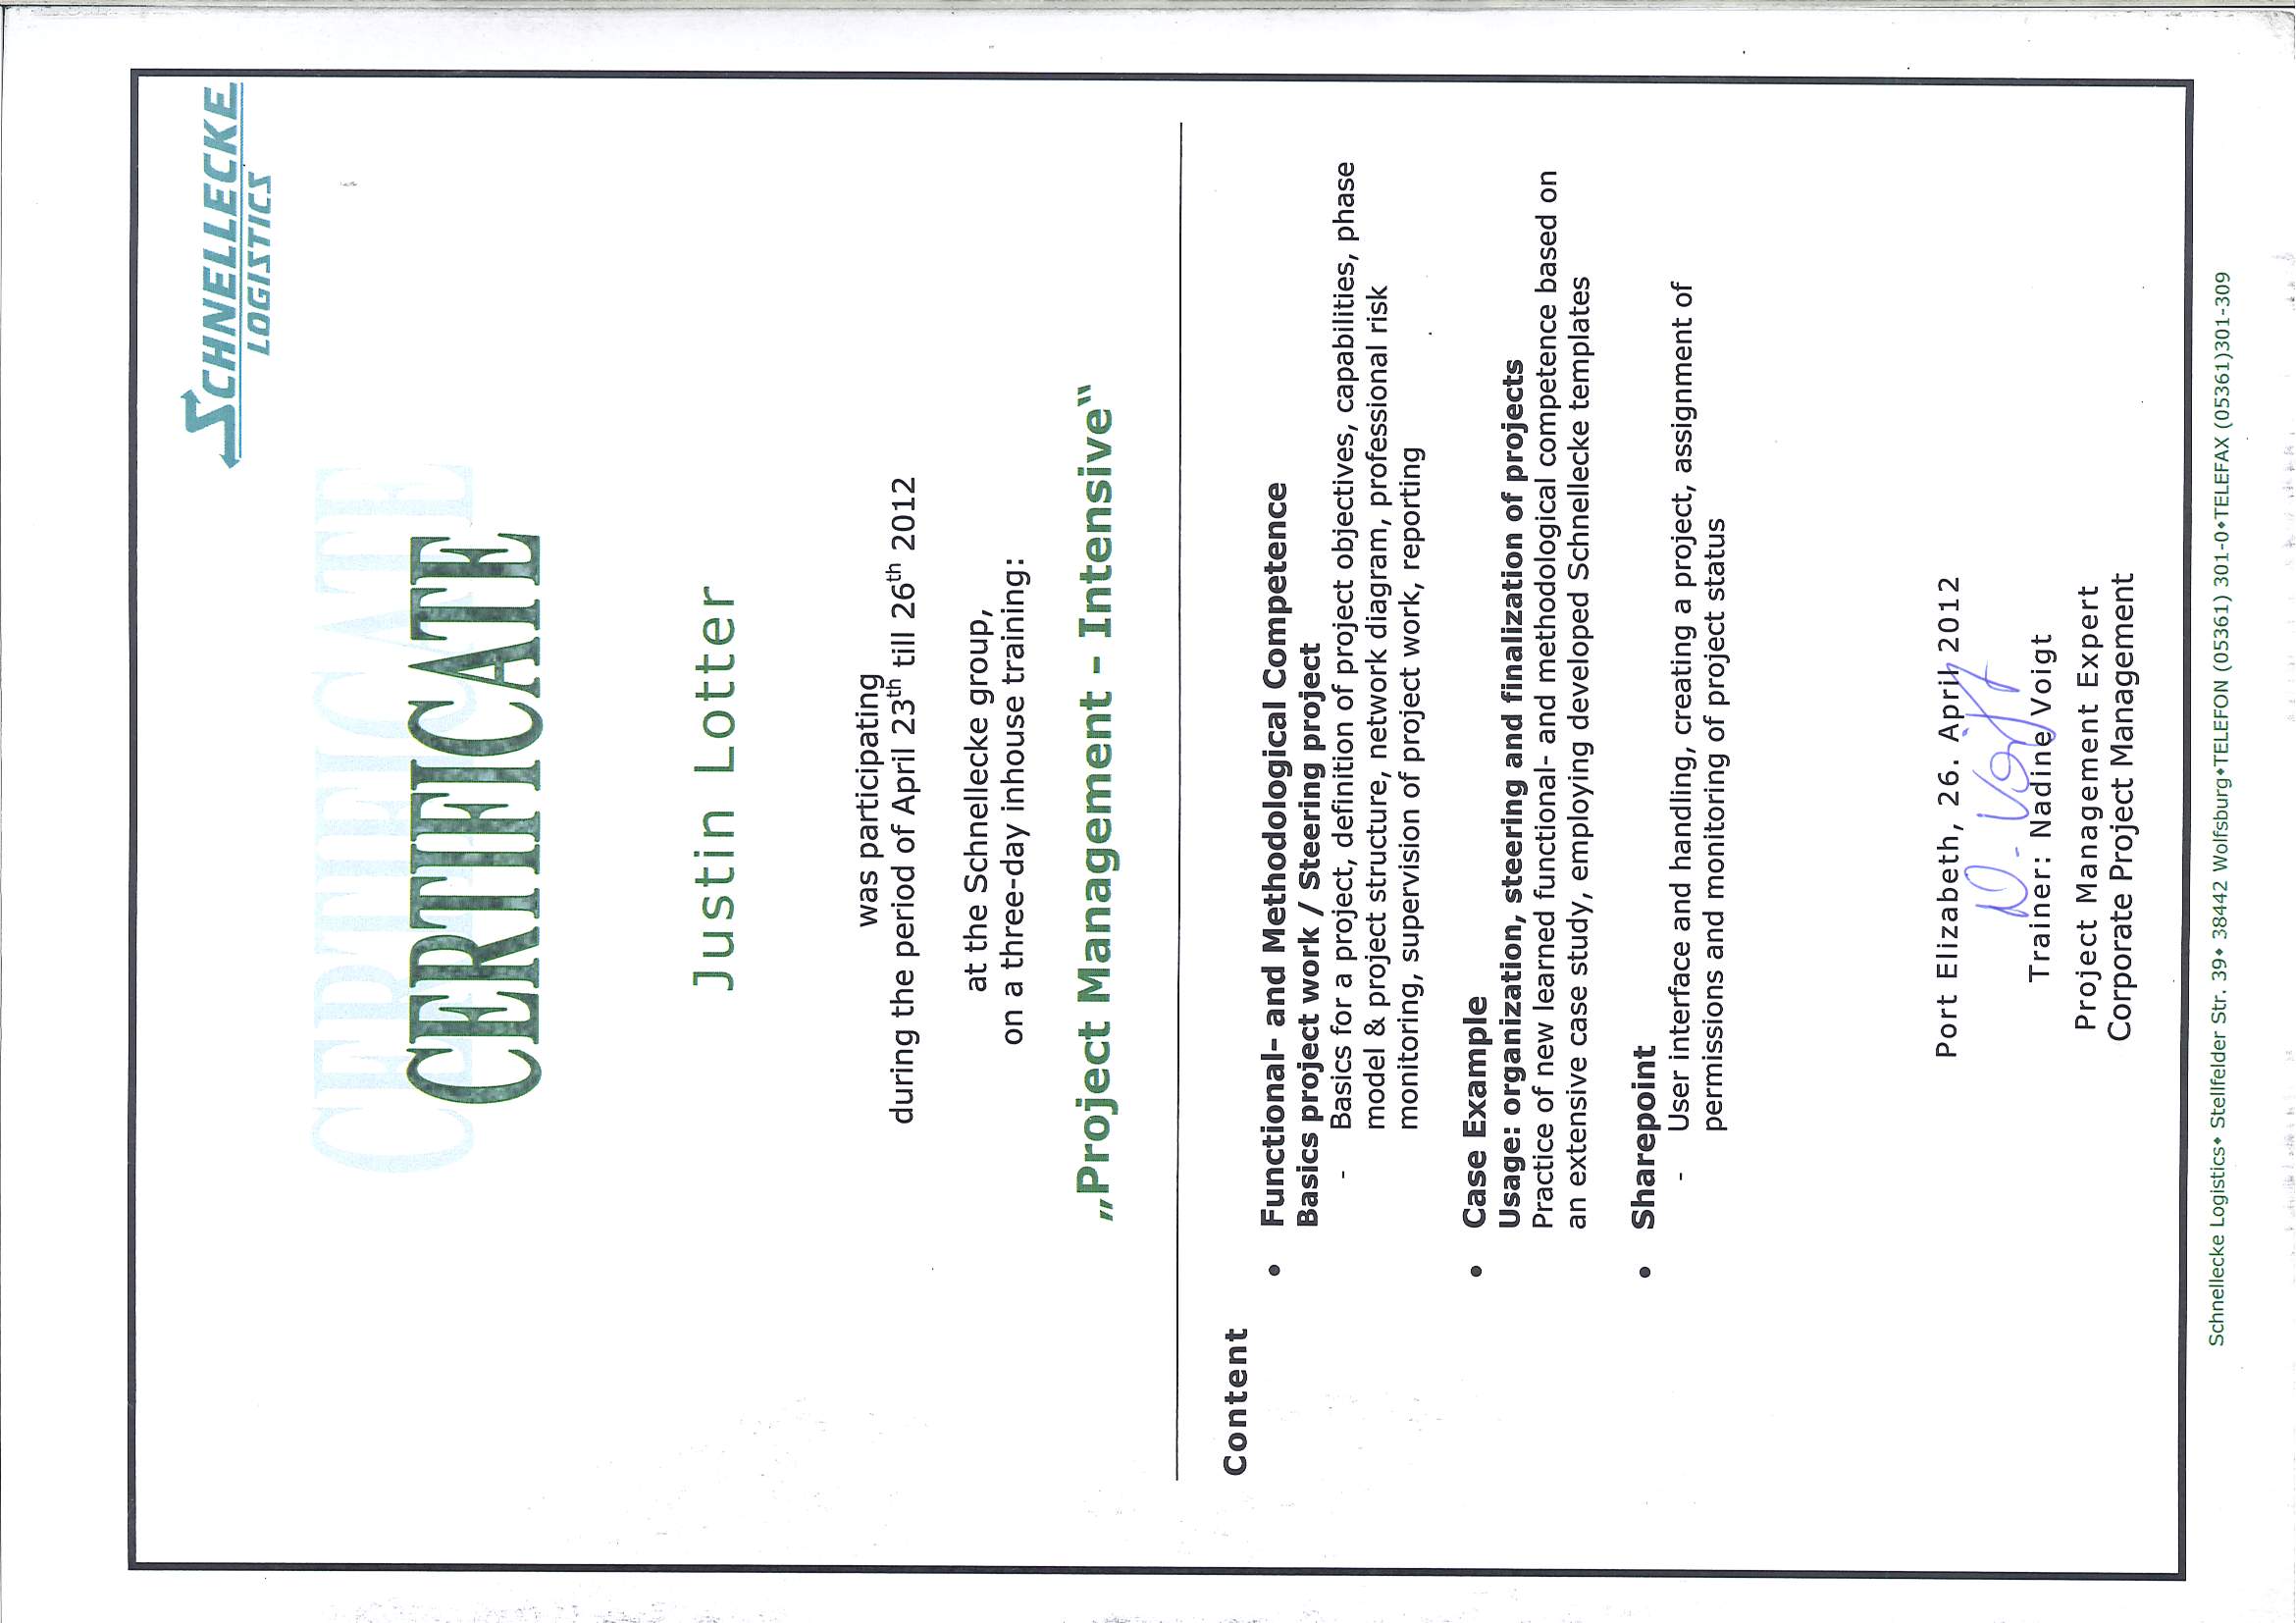 SCHNELLECKE
LOGISTICS
CERTIFICATE
Justin Lotter
was participating
during the period of April 23th till 26th 2012
at the Schnellecke group,
on a three-day inhouse training:
„Project Management - Intensive“
Content
• Functional- and Methodological Competence
Basics project work / Steering project
- Basics for a project, definition of project objectives, capabilities, phase
model & project structure, network diagram, professional risk
monitoring, supervision of project work, reporting
• Case Example
Usage: organization, steering and finalization of projects
Practice of new learned functional- and methodological competence based on
an extensive case study, employing developed Schnellecke templates
• Sharepoint
- User interface and handling, creating a project, assignment of
permissions and monitoring of project status
Port Elizabeth, 26. April 2012
N. Voigt
Trainer: Nadine Voigt
Project Management Expert
Corporate Project Management
Schnellecke Logistics• Stellfelder Str. 39• 38442 Wolfsburg•TELEFON (05361) 301-0•TELEFAX (05361)301-309